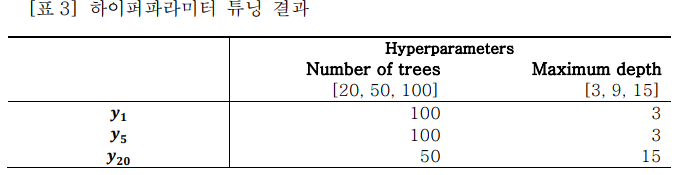 [표 3] 하이퍼파라미터 튜닝 결과
Hyperparameters
Number of trees Maximum depth
[20, 50, 100] [3, 9, 15]
y₁ 100 3
y₅ 100 3
y₂₀ 50 15